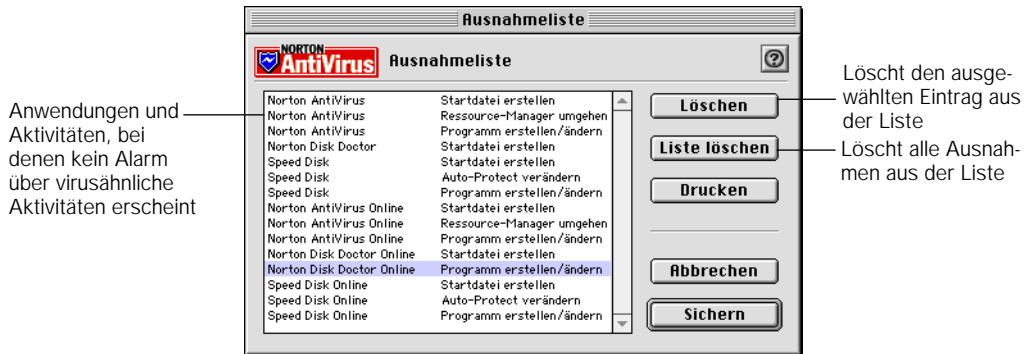 Ausnahmeliste
NORTON
AntiVirus
Ausnahmeliste
?
Anwendungen und
Aktivitäten, bei
denen kein Alarm
über virusähnliche
Aktivitäten erscheint
Norton AntiVirus Startdatei erstellen
Norton AntiVirus Ressource-Manager umgehen
Norton AntiVirus Programm erstellen/ändern
Norton Disk Doctor Startdatei erstellen
Speed Disk Startdatei erstellen
Speed Disk Auto-Protect verändern
Speed Disk Programm erstellen/ändern
Norton AntiVirus Online Startdatei erstellen
Norton AntiVirus Online Ressource-Manager umgehen
Norton AntiVirus Online Programm erstellen/ändern
Norton Disk Doctor Online Startdatei erstellen
Norton Disk Doctor Online Programm erstellen/ändern
Speed Disk Online Startdatei erstellen
Speed Disk Online Auto-Protect verändern
Speed Disk Online Programm erstellen/ändern
Löschen
Liste löschen
Drucken
Abbrechen
Sichern
Löscht den ausge-
wählten Eintrag aus
der Liste
Löscht alle Ausnah-
men aus der Liste